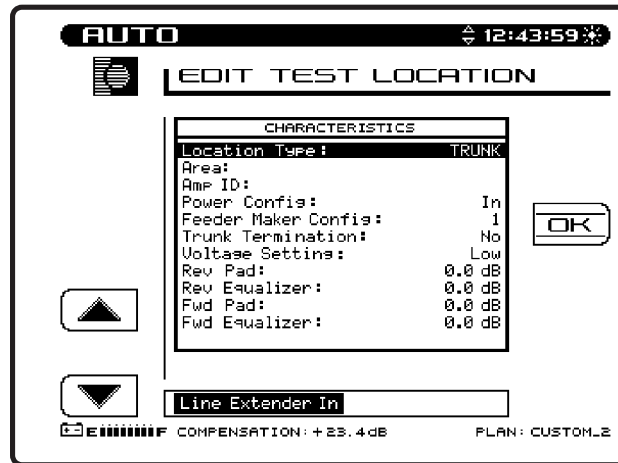 AUTO 12:43:59
EDIT TEST LOCATION
CHARACTERISTICS
Location Type: TRUNK
Area:
Amp ID:
Power Config: In
Feeder Maker Config: 1
Trunk Termination: No
Voltage Setting: Low
Rev Pad: 0.0 dB
Rev Equalizer: 0.0 dB
Fwd Pad: 0.0 dB
Fwd Equalizer: 0.0 dB
OK
Line Extender In
E F COMPENSATION: +23.4dB PLAN: CUSTOM_2